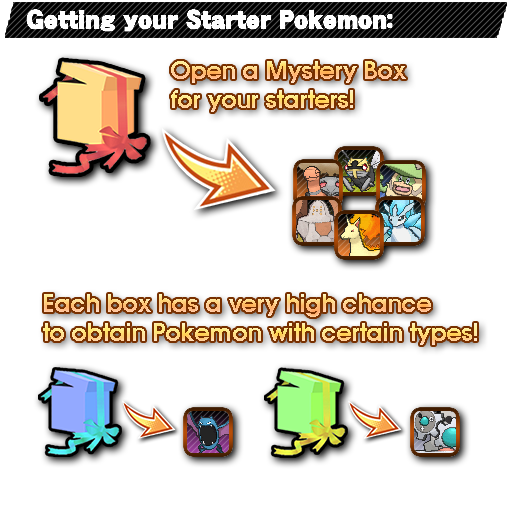 Getting your Starter Pokemon:
Open a Mystery Box
for your starters!
Each box has a very high chance
to obtain Pokemon with certain types!